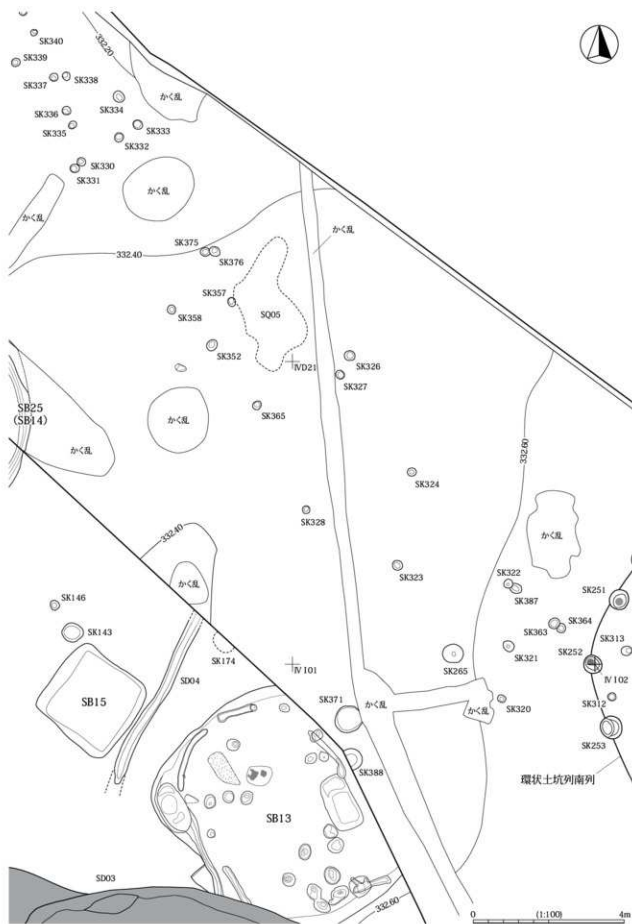 SK340
332.20
SK339
SK337
SK338
SK334
かく乱
SK336
SK335
SK333
SK332
SK330
SK331
かく乱
かく乱
かく乱
332.40
SK375
SK376
SK357
SK358
SQ05
SK352
IVD21
SK326
SK327
SB25
(SB14)
かく乱
かく乱
SK365
332.60
SK324
SK328
332.40
かく乱
SK323
かく乱
SK322
SK387
SK251
SK146
SK143
SK363
SK364
SK313
SK174
SK252
SK321
IV I01
SK265
IV I02
SD04
SB15
SK371
かく乱
かく乱
SK320
SK312
SK253
SK388
環状土坑列南列
SB13
SD03
332.60
0
(1:100)
4m